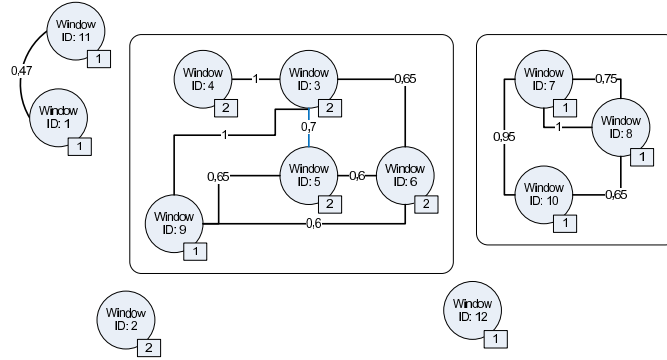 Window
ID: 11
1
0,47
Window
ID: 1
1
Window
ID: 4
2
1
Window
ID: 3
2
0,65
1
0,7
Window
ID: 5
2
0,65
0,6
Window
ID: 6
2
Window
ID: 9
1
0,6
Window
ID: 7
1
0,75
1
Window
ID: 8
1
0,95
Window
ID: 10
1
0,65
Window
ID: 2
2
Window
ID: 12
1